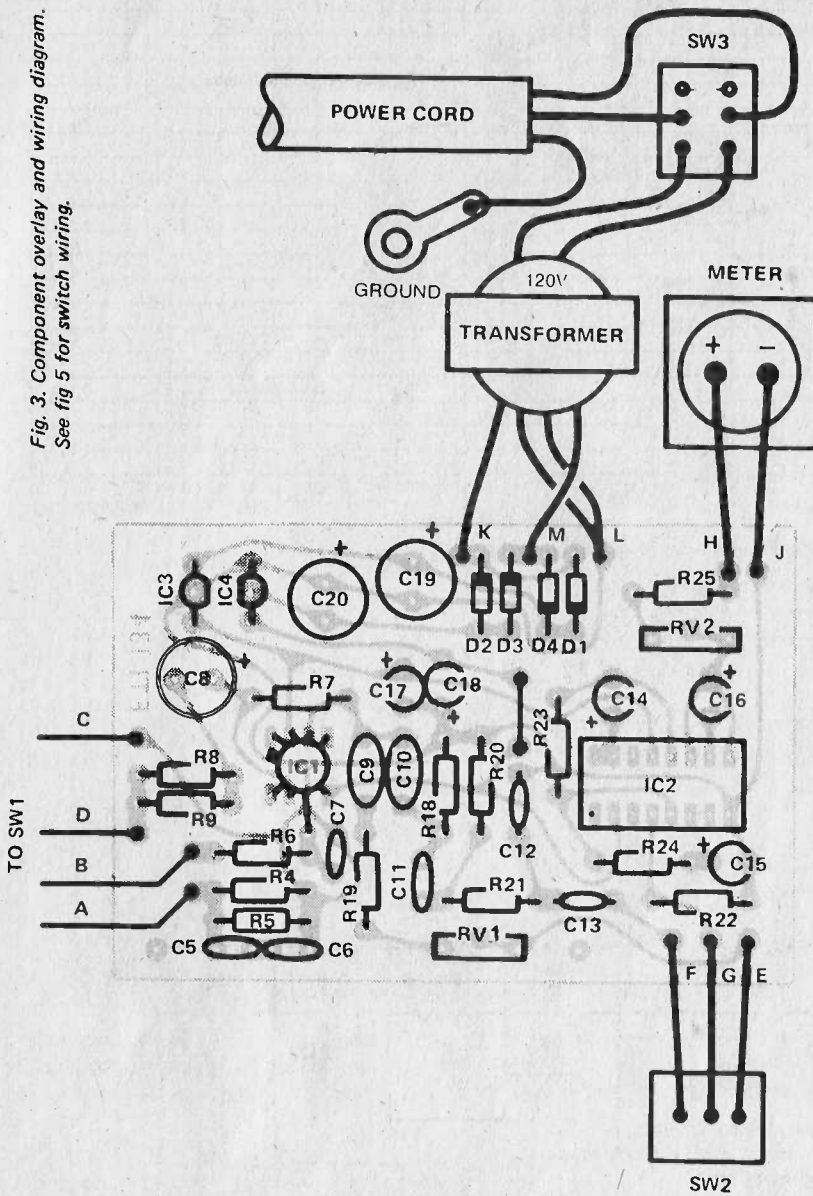 Fig. 3. Component overlay and wiring diagram.
See fig 5 for switch wiring.
SW3
POWER CORD
GROUND
120V
TRANSFORMER
METER
+ −
K M L H J
IC3 IC4 C20 + C19 +
D2 D3 D4 D1
R25
RV2
C8 +
R7
C17 + C18 +
R23
C14 +
C16 +
TO SW1
C
D
B
A
R8
R9
IC1
C9
C10
R18
R20
C12
IC2
C7
R6
R4
R5
R19
C11
R21
C13
R24
C15 +
R22
C5
C6
RV1
F G E
SW2